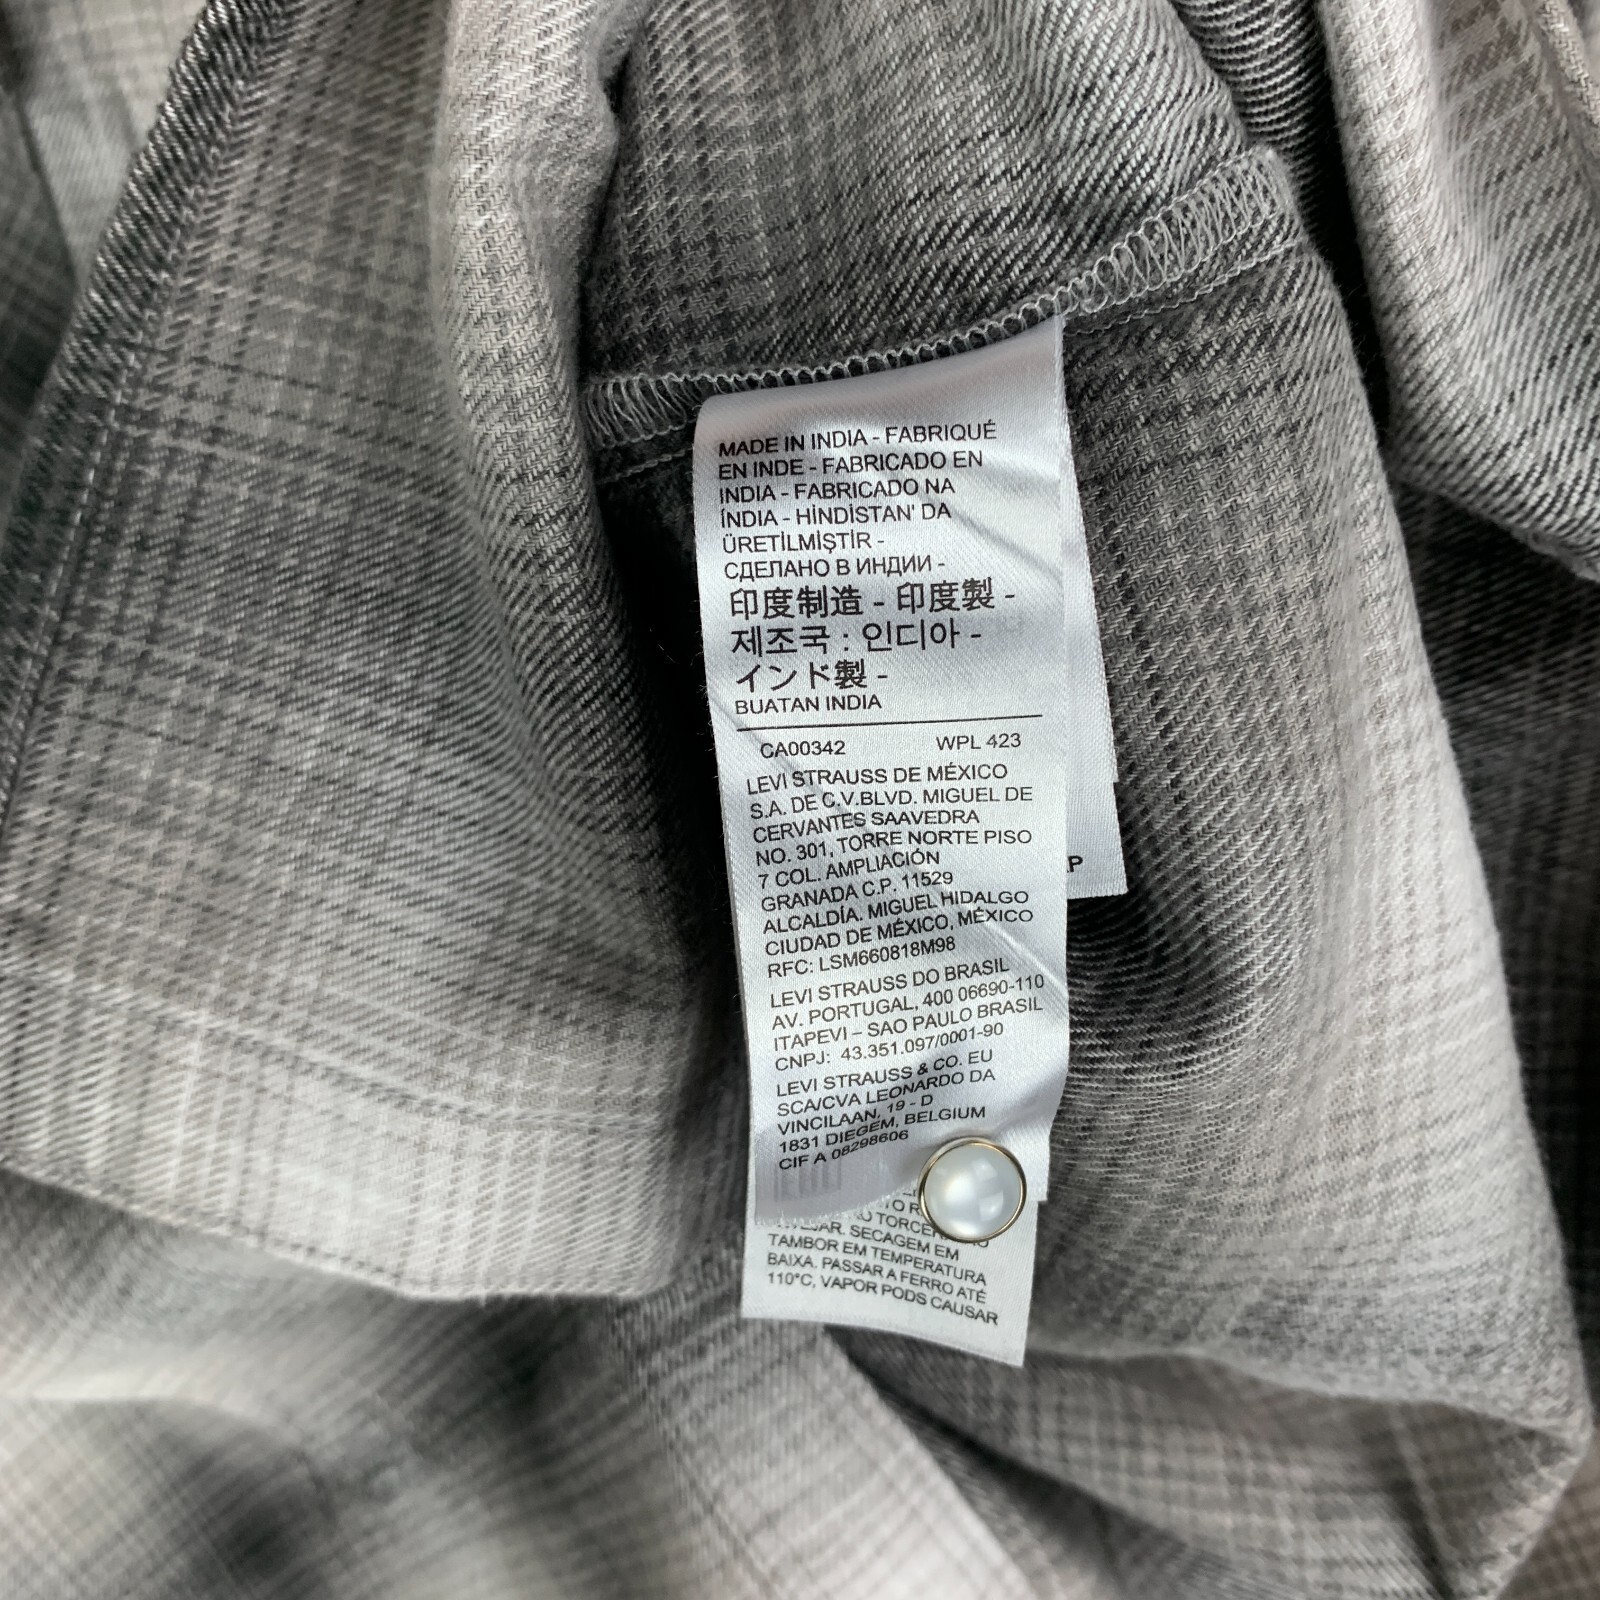 MADE IN INDIA - FABRIQUÉ
EN INDE - FABRICADO EN
INDIA - FABRICADO NA
ÍNDIA - HİNDİSTAN' DA
ÜRETİLMİŞTİR -
СДЕЛАНО В ИНДИИ -
印度制造 - 印度製 -
제조국 : 인디아 -
インド製 -
BUATAN INDIA
CA00342 WPL 423
LEVI STRAUSS DE MÉXICO
S.A. DE C.V.BLVD. MIGUEL DE
CERVANTES SAAVEDRA
NO. 301, TORRE NORTE PISO
7 COL. AMPLIACIÓN
GRANADA C.P. 11529
ALCALDÍA. MIGUEL HIDALGO
CIUDAD DE MÉXICO, MÉXICO
RFC: LSM660818M98
LEVI STRAUSS DO BRASIL
AV. PORTUGAL, 400 06690-110
ITAPEVI – SAO PAULO BRASIL
CNPJ: 43.351.097/0001-90
LEVI STRAUSS & CO. EU
SCA/CVA LEONARDO DA
VINCILAAN, 19 - D
1831 DIEGEM, BELGIUM
CIF A 08298606
SECAGEM EM
TAMBOR EM TEMPERATURA
BAIXA. PASSAR A FERRO ATÉ
110°C, VAPOR PODS CAUSAR